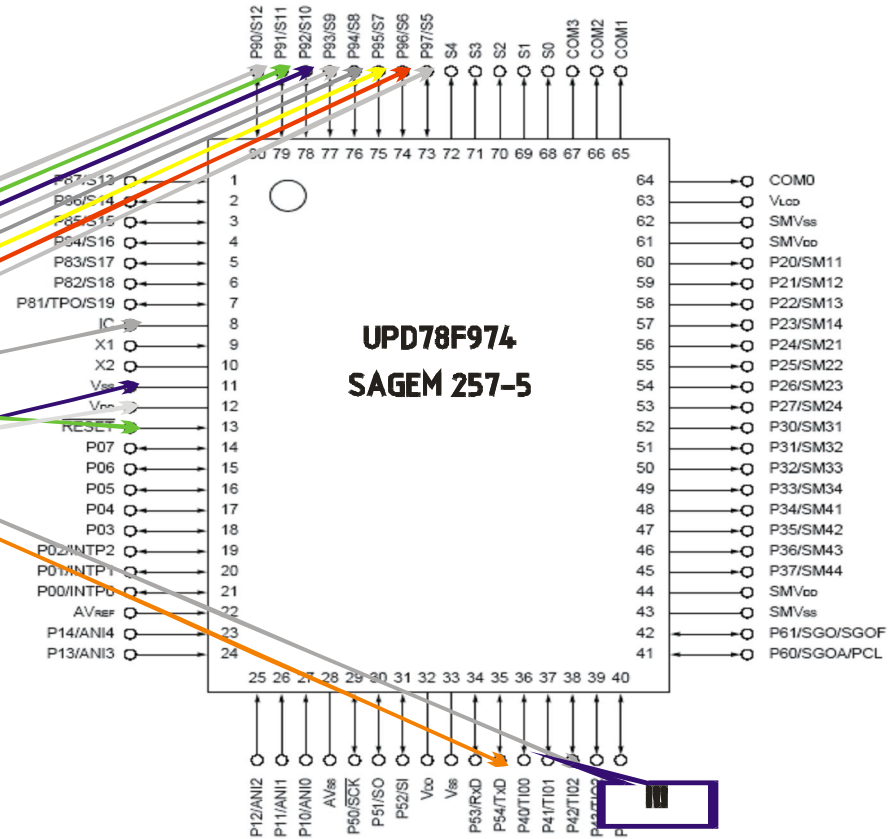 P90/S12
P91/S11
P92/S10
P93/S9
P94/S8
P95/S7
P96/S6
P97/S5
S4
S3
S2
S1
S0
COM3
COM2
COM1
80 79 78 77 76 75 74 73 72 71 70 69 68 67 66 65
P87/S13 1
P86/S14 2
P85/S15 3
P84/S16 4
P83/S17 5
P82/S18 6
P81/TPO/S19 7
IC 8
X1 9
X2 10
Vss 11
VDD 12
RESET 13
P07 14
P06 15
P05 16
P04 17
P03 18
P02/INTP2 19
P01/INTP1 20
P00/INTP0 21
AVREF 22
P14/ANI4 23
P13/ANI3 24
UPD78F974
SAGEM 257-5
64 COM0
63 VLCD
62 SMVss
61 SMVDD
60 P20/SM11
59 P21/SM12
58 P22/SM13
57 P23/SM14
56 P24/SM21
55 P25/SM22
54 P26/SM23
53 P27/SM24
52 P30/SM31
51 P31/SM32
50 P32/SM33
49 P33/SM34
48 P34/SM41
47 P35/SM42
46 P36/SM43
45 P37/SM44
44 SMVDD
43 SMVss
42 P61/SGO/SGOF
41 P60/SGOA/PCL
25 26 27 28 29 30 31 32 33 34 35 36 37 38 39 40
P12/ANI2
P11/ANI1
P10/ANI0
AVss
P50/SCK
P51/SO
P52/SI
VDD
Vss
P53/RxD
P54/TxD
P40/TI00
P41/TI01
P42/TI02